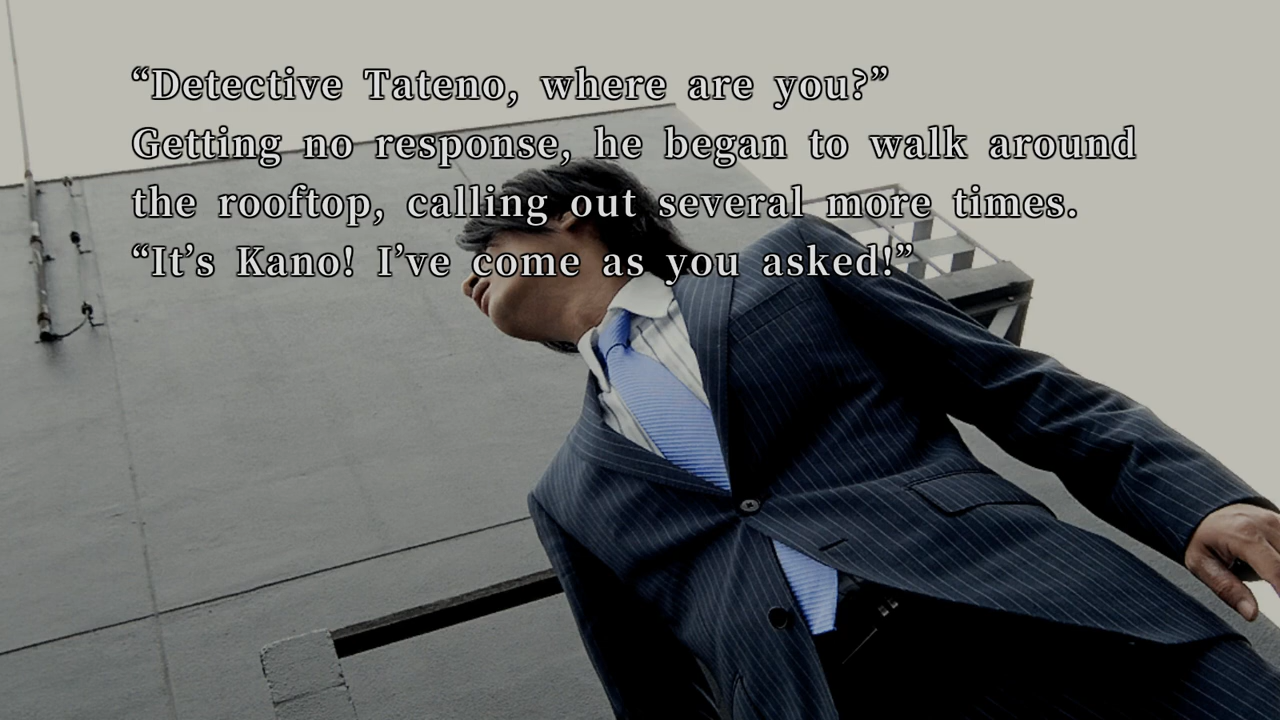 “Detective Tateno, where are you?”
Getting no response, he began to walk around
the rooftop, calling out several more times.
“It’s Kano! I’ve come as you asked!”